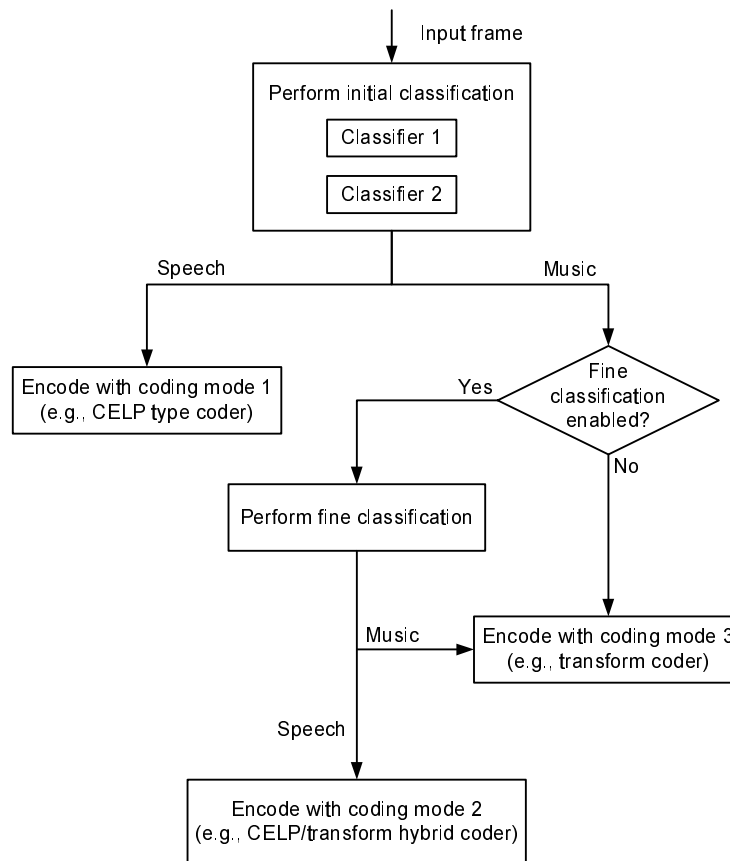 Input frame
Perform initial classification
Classifier 1
Classifier 2
Speech
Music
Encode with coding mode 1
(e.g., CELP type coder)
Yes
Fine
classification
enabled?
No
Perform fine classification
Music
Encode with coding mode 3
(e.g., transform coder)
Speech
Encode with coding mode 2
(e.g., CELP/transform hybrid coder)